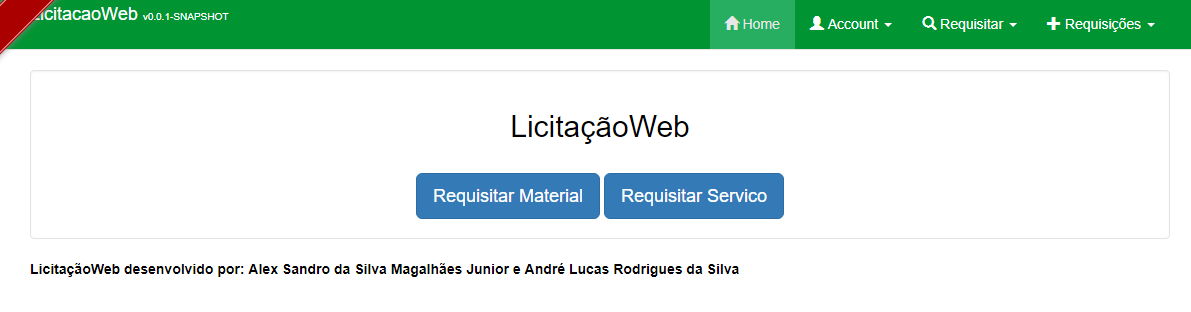 LicitacaoWeb v0.0.1-SNAPSHOT
Home Account Requisitar Requisições
LicitaçãoWeb
Requisitar Material Requisitar Servico
LicitaçãoWeb desenvolvido por: Alex Sandro da Silva Magalhães Junior e André Lucas Rodrigues da Silva